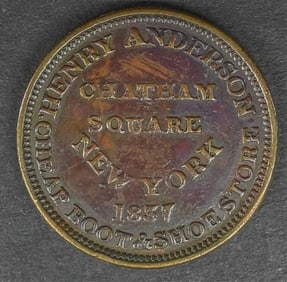 HENRY ANDERSON
CHEAP BOOT & SHOE STORE
CHATHAM
SQUARE
NEW YORK
1837